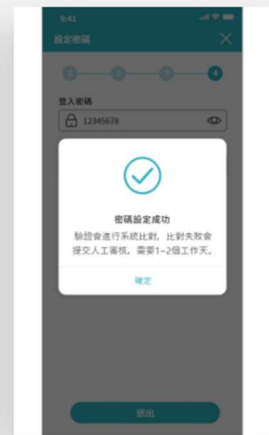 9:41
設定密碼
1 2 3 4
登入密碼
12345678
密碼設定成功
驗證會進行系統比對，比對失敗會
提交人工審核，需要1~2個工作天。
確定
送出